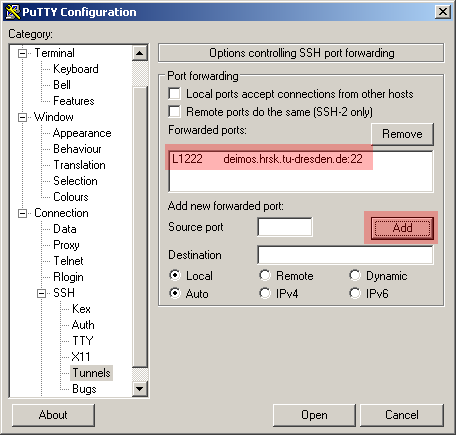 PuTTY Configuration
Category:
Terminal
Keyboard
Bell
Features
Window
Appearance
Behaviour
Translation
Selection
Colours
Connection
Data
Proxy
Telnet
Rlogin
SSH
Kex
Auth
TTY
X11
Tunnels
Bugs
Options controlling SSH port forwarding
Port forwarding
Local ports accept connections from other hosts
Remote ports do the same (SSH-2 only)
Forwarded ports:
Remove
L1222 deimos.hrsk.tu-dresden.de:22
Add new forwarded port:
Source port
Add
Destination
Local Remote Dynamic
Auto IPv4 IPv6
About Open Cancel